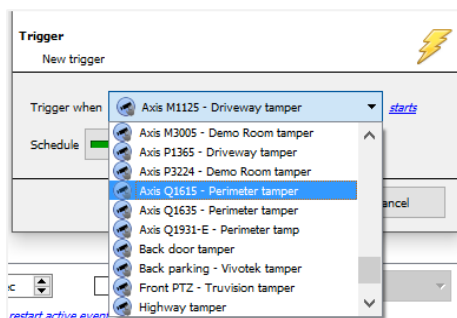 Trigger
New trigger
Trigger when Axis M1125 - Driveway tamper starts
Schedule
Axis M3005 - Demo Room tamper
Axis P1365 - Driveway tamper
Axis P3224 - Demo Room tamper
Axis Q1615 - Perimeter tamper
Axis Q1635 - Perimeter tamper
Axis Q1931-E - Perimeter tamp
Back door tamper
Back parking - Vivotek tamper
Front PTZ - Truvision tamper
Highway tamper
ancel
ec
restart active event